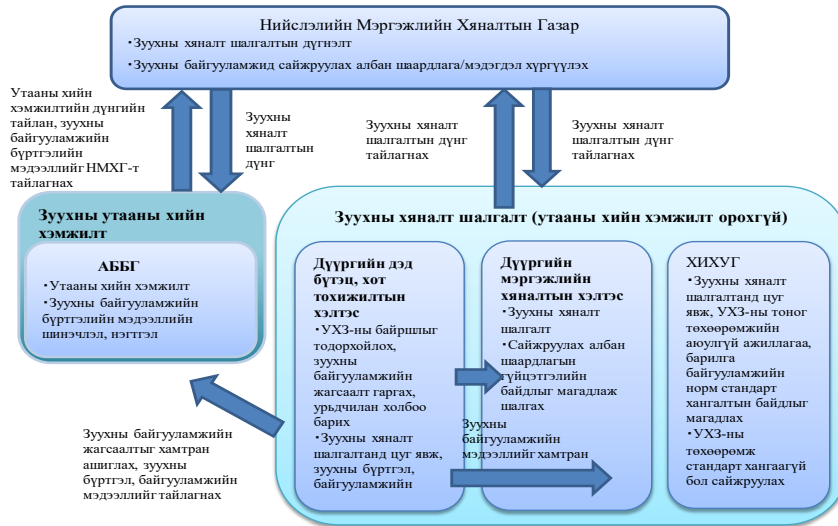 Нийслэлийн Мэргэжлийн Хяналтын Газар
・Зуухны хяналт шалгалтын дүгнэлт
・Зуухны байгууламжид сайжруулах албан шаардлага/мэдэгдэл хүргүүлэх
Утааны хийн
хэмжилтийн дүнгийн
тайлан, зуухны
байгууламжийн
бүртгэлийн
мэдээллийг НМХГ-т
тайлагнах
Зуухны
хяналт
шалгалтын
дүнг
Зуухны хяналт
шалгалтын дүнг
тайлагнах
Зуухны хяналт
шалгалтын дүнг
тайлагнах
Зуухны утааны хийн
хэмжилт
АББГ
・Утааны хийн хэмжилт
・Зуухны байгууламжийн
бүртгэлийн мэдээллийн
шинэчлэл, нэгтгэл
Зуухны хяналт шалгалт (утааны хийн хэмжилт орохгүй)
Дүүргийн дэд
бүтэц, хот
тохижилтын
хэлтэс
・УХЗ-ны байршлыг
тодорхойлох,
зуухны
байгууламжийн
жагсаалт гаргах,
урьдчилан холбоо
барих
・Зуухны хяналт
шалгалтанд цуг явж,
зуухны бүртгэл,
байгууламжийн
Дүүргийн
мэргэжлийн
хяналтын хэлтэс
・Зуухны хяналт
шалгалт
・Сайжруулах албан
шаардлагын
гүйцэтгэлийн
байдлыг магадлаж
шалгах
Зуухны
байгууламжийн
мэдээллийг хамтран
ХИХУГ
・Зуухны хяналт
шалгалтанд цуг
явж, УХЗ-ны тоног
төхөөрөмжийн
аюулгүй ажиллагаа,
барилга
байгууламжийн
норм стандарт
хангалтын байдлыг
магадлах
・УХЗ-ны
төхөөрөмж
стандарт хангаагүй
бол сайжруулах
Зуухны байгууламжийн
жагсаалтыг хамтран
ашиглах, зуухны
бүртгэл, байгууламжийн
мэдээллийг тайлагнах